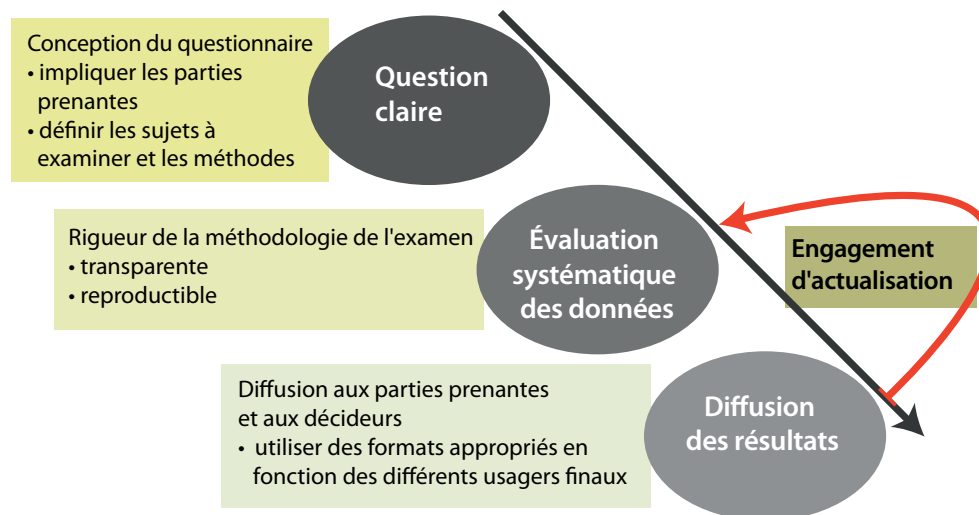 Conception du questionnaire
• impliquer les parties
prenantes
• définir les sujets à
examiner et les méthodes
Question
claire
Rigueur de la méthodologie de l'examen
• transparente
• reproductible
Évaluation
systématique
des données
Engagement
d'actualisation
Diffusion aux parties prenantes
et aux décideurs
• utiliser des formats appropriés en
fonction des différents usagers finaux
Diffusion
des résultats